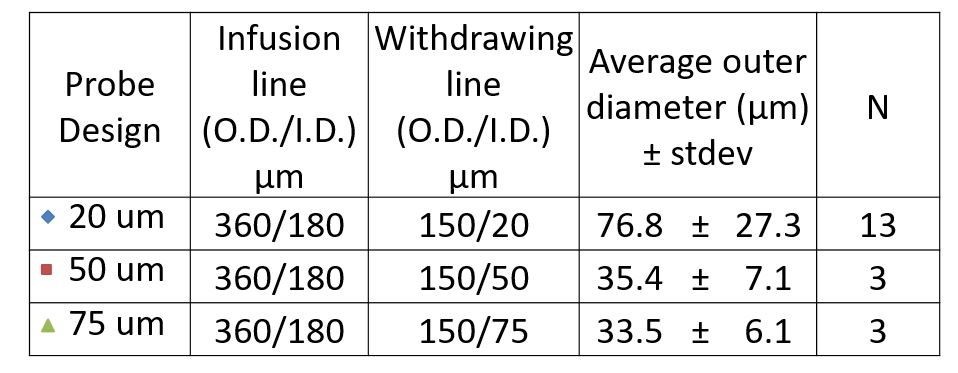 Probe Design
Infusion line (O.D./I.D.) µm
Withdrawing line (O.D./I.D.) µm
Average outer diameter (µm) ± stdev
N
20 um 360/180 150/20 76.8 ± 27.3 13
50 um 360/180 150/50 35.4 ± 7.1 3
75 um 360/180 150/75 33.5 ± 6.1 3